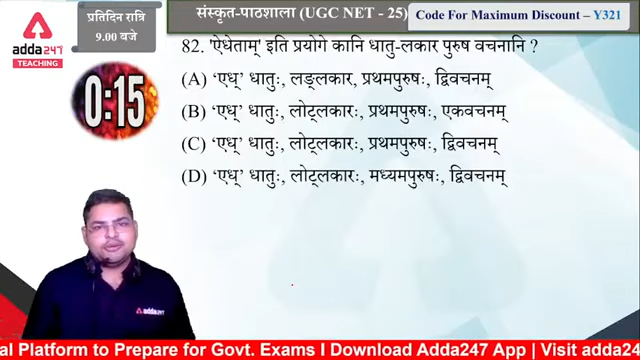 adda247
TEACHING
प्रतिदिन रात्रि
9.00 बजे
संस्कृत-पाठशाला (UGC NET - 25)
Code For Maximum Discount – Y321
82. 'ऐधेताम्' इति प्रयोगे कानि धातु-लकार पुरुष वचनानि ?
(A) ‘एध्’ धातुः, लङ्लकार, प्रथमपुरुषः, द्विवचनम्
(B) ‘एध्’ धातुः, लोट्लकारः, प्रथमपुरुषः, एकवचनम्
(C) ‘एध्’ धातुः, लोट्लकारः, प्रथमपुरुषः, द्विवचनम्
(D) ‘एध्’ धातुः, लोट्लकारः, मध्यमपुरुषः, द्विवचनम्
0:15
adda247
al Platform to Prepare for Govt. Exams I Download Adda247 App | Visit adda24